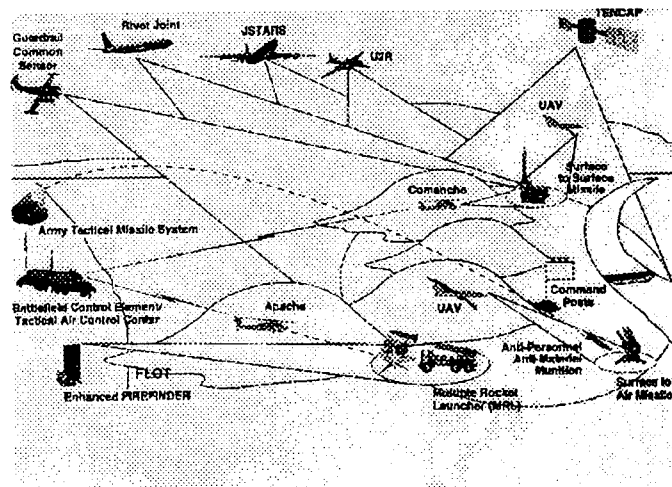 Rivet Joint
JSTARS
TENCAP
Guardrail
Common
Sensor
U2R
UAV
Surface
to Surface
Missile
Comanche
Army Tactical Missile System
Command
Posts
Battlefield Control Element/
Tactical Air Control Center
Apache
UAV
Anti-Personnel
Anti-Material
Munition
FLOT
Enhanced FIREFINDER
Multiple Rocket
Launcher (MRL)
Surface to
Air Missile